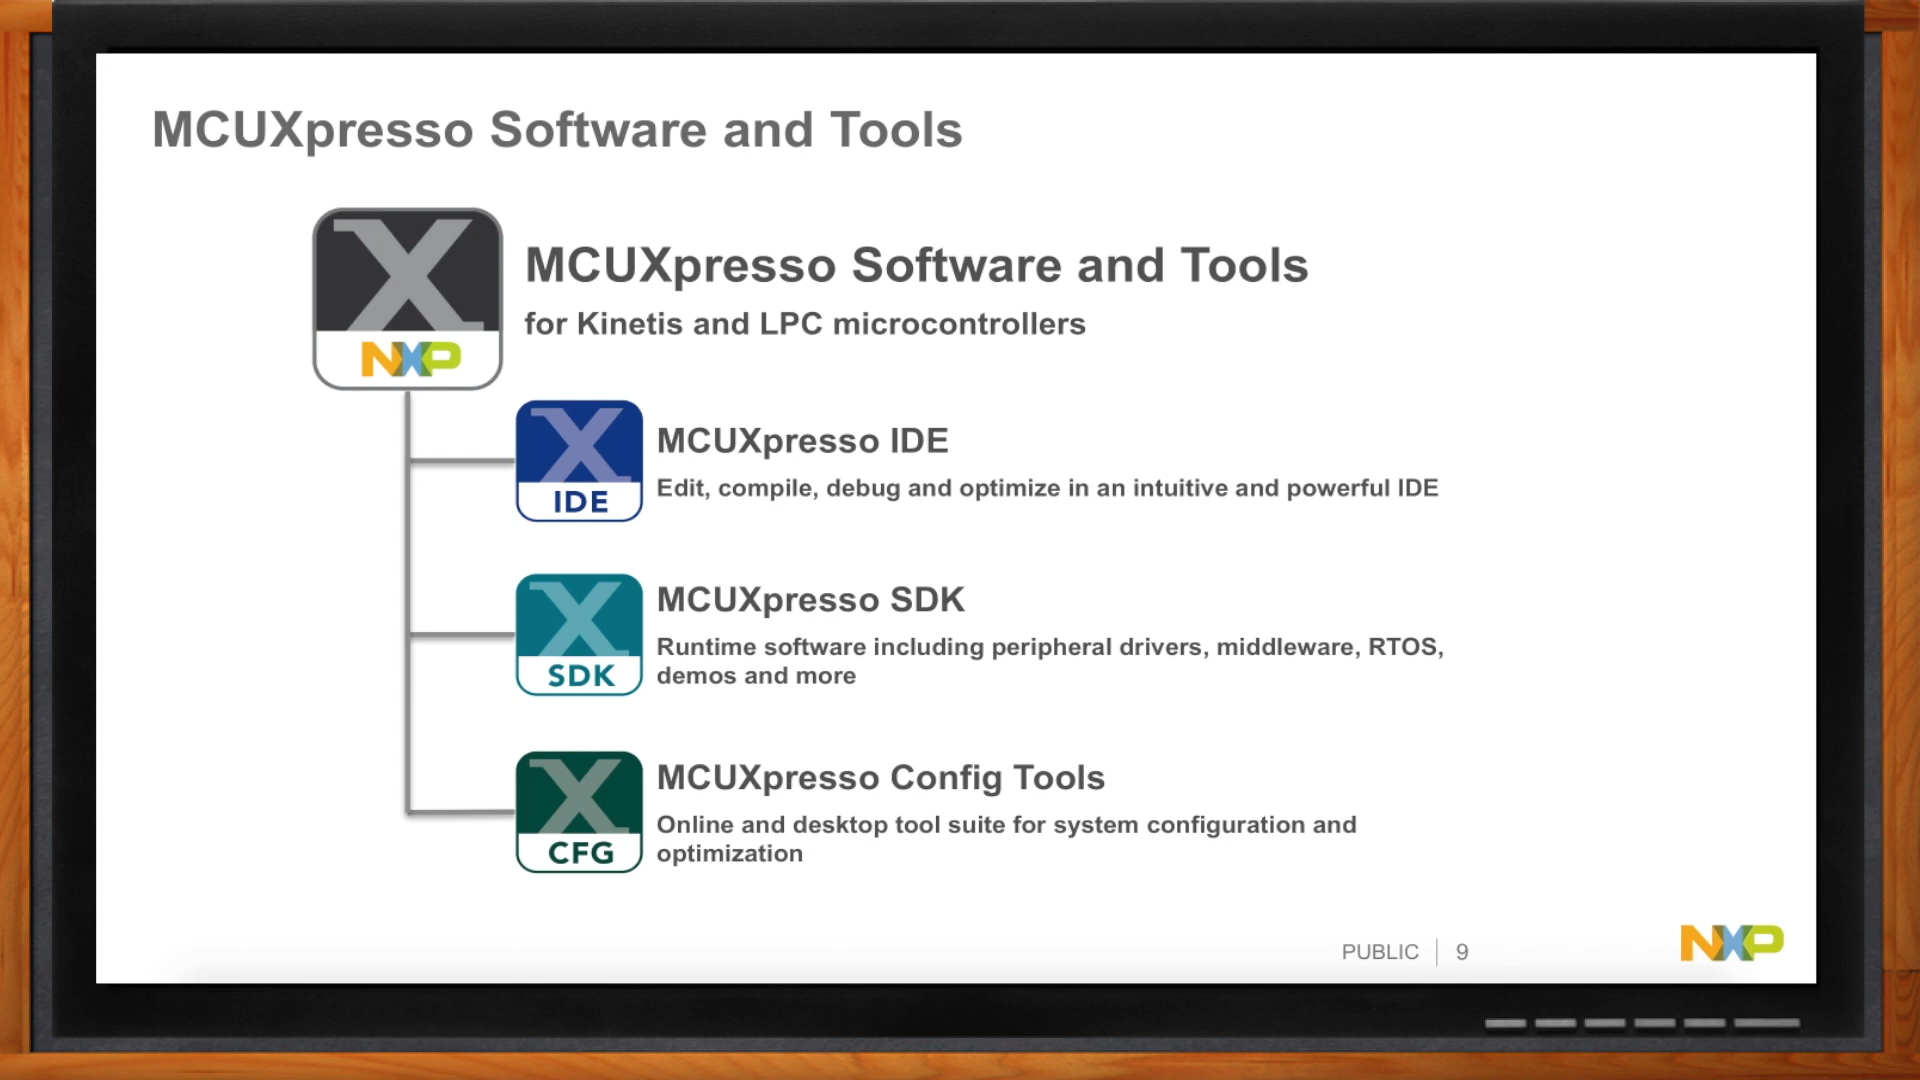 MCUXpresso Software and Tools
X
NXP
MCUXpresso Software and Tools
for Kinetis and LPC microcontrollers
X
IDE
MCUXpresso IDE
Edit, compile, debug and optimize in an intuitive and powerful IDE
X
SDK
MCUXpresso SDK
Runtime software including peripheral drivers, middleware, RTOS,
demos and more
X
CFG
MCUXpresso Config Tools
Online and desktop tool suite for system configuration and
optimization
PUBLIC 9
NXP